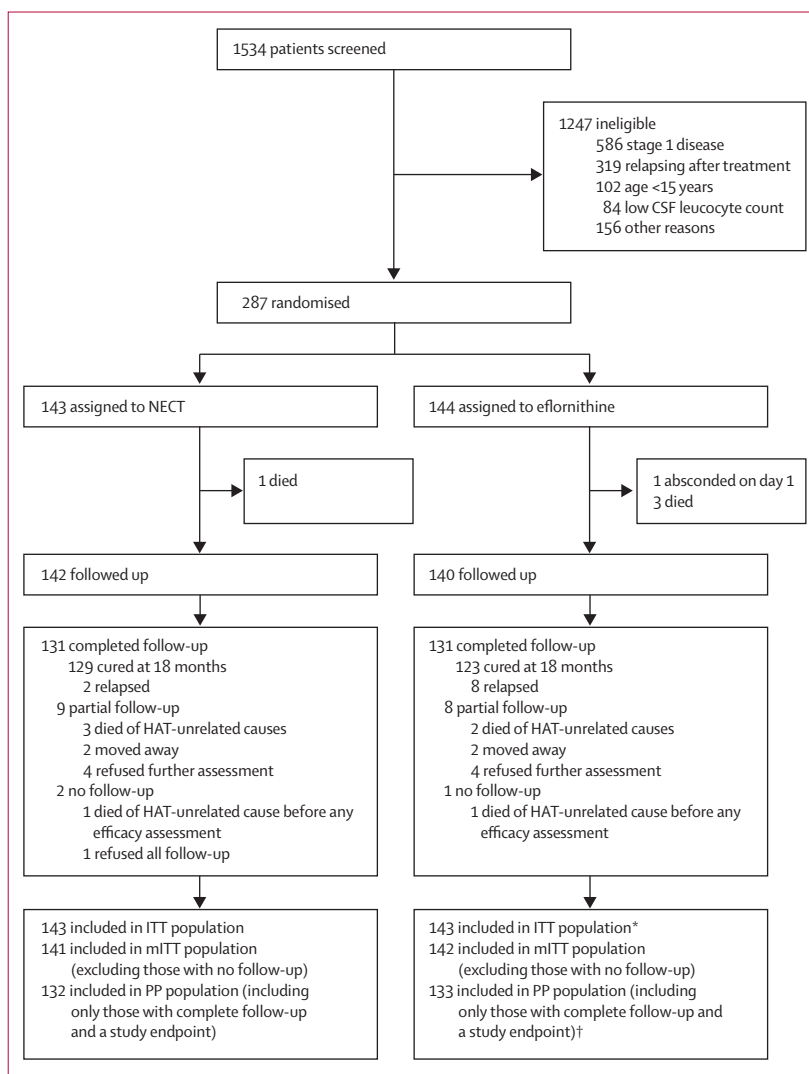 1534 patients screened
1247 ineligible
586 stage 1 disease
319 relapsing after treatment
102 age <15 years
84 low CSF leucocyte count
156 other reasons
287 randomised
143 assigned to NECT
1 died
142 followed up
131 completed follow-up
129 cured at 18 months
2 relapsed
9 partial follow-up
3 died of HAT-unrelated causes
2 moved away
4 refused further assessment
2 no follow-up
1 died of HAT-unrelated cause before any
efficacy assessment
1 refused all follow-up
143 included in ITT population
141 included in mITT population
(excluding those with no follow-up)
132 included in PP population (including
only those with complete follow-up
and a study endpoint)
144 assigned to eflornithine
1 absconded on day 1
3 died
140 followed up
131 completed follow-up
123 cured at 18 months
8 relapsed
8 partial follow-up
2 died of HAT-unrelated causes
2 moved away
4 refused further assessment
1 no follow-up
1 died of HAT-unrelated cause before any
efficacy assessment
143 included in ITT population*
142 included in mITT population
(excluding those with no follow-up)
133 included in PP population (including
only those with complete follow-up and
a study endpoint)†